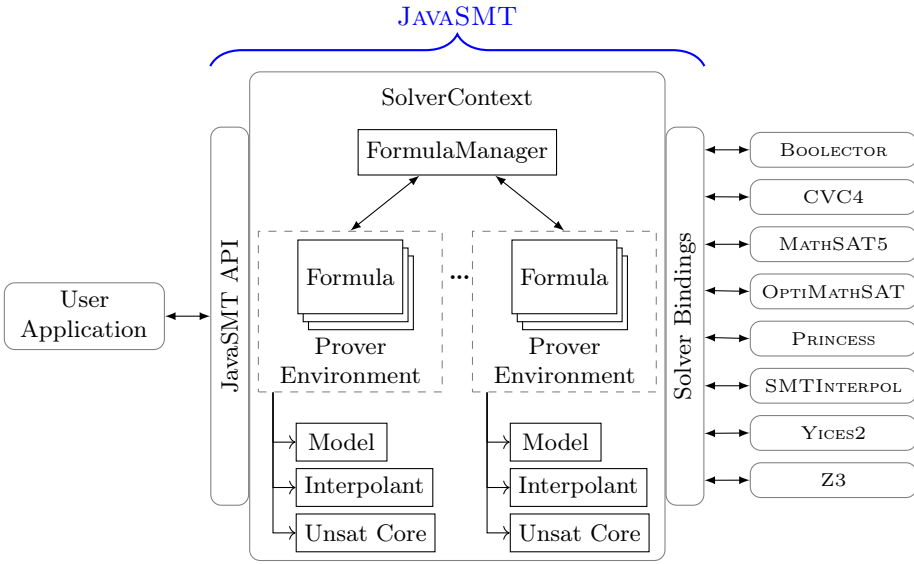 JAVASMT
SolverContext
FormulaManager
JavaSMT API
User
Application
Formula
Prover
Environment
Model
Interpolant
Unsat Core
...
Formula
Prover
Environment
Model
Interpolant
Unsat Core
Solver Bindings
BOOLECTOR
CVC4
MATHSAT5
OPTIMATHSAT
PRINCESS
SMTINTERPOL
YICES2
Z3